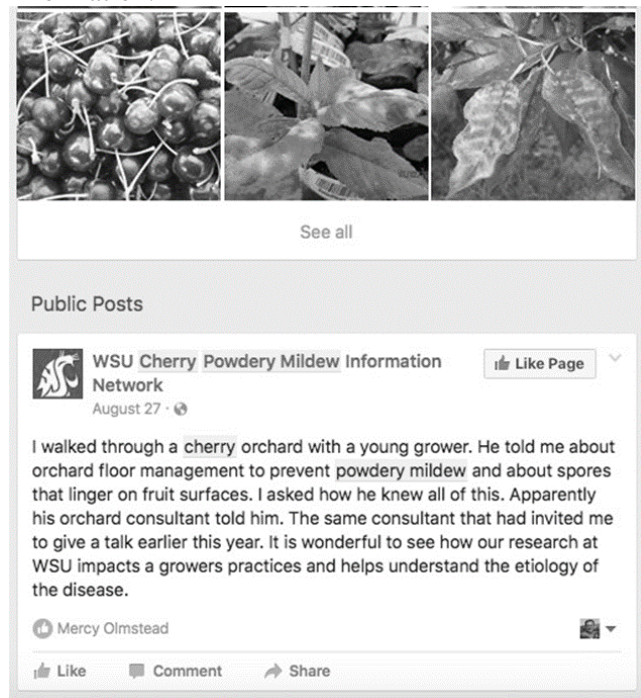 See all
Public Posts
WSU Cherry Powdery Mildew Information
Network
August 27 ·
Like Page
I walked through a cherry orchard with a young grower. He told me about
orchard floor management to prevent powdery mildew and about spores
that linger on fruit surfaces. I asked how he knew all of this. Apparently
his orchard consultant told him. The same consultant that had invited me
to give a talk earlier this year. It is wonderful to see how our research at
WSU impacts a growers practices and helps understand the etiology of
the disease.
Mercy Olmstead
Like Comment Share